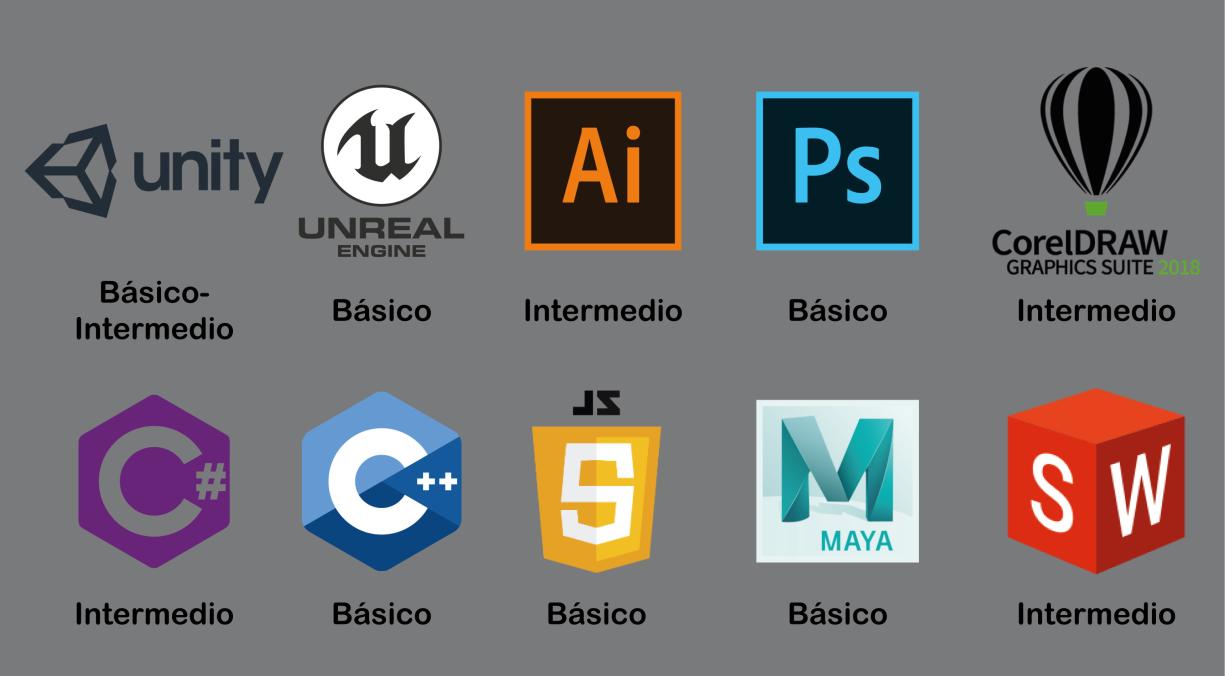 unity
UNREAL
ENGINE
Ai
Ps
CorelDRAW
GRAPHICS SUITE 2018
Básico-
Intermedio
Básico
Intermedio
Básico
Intermedio
C#
C++
JS
5
MAYA
S W
Intermedio
Básico
Básico
Básico
Intermedio